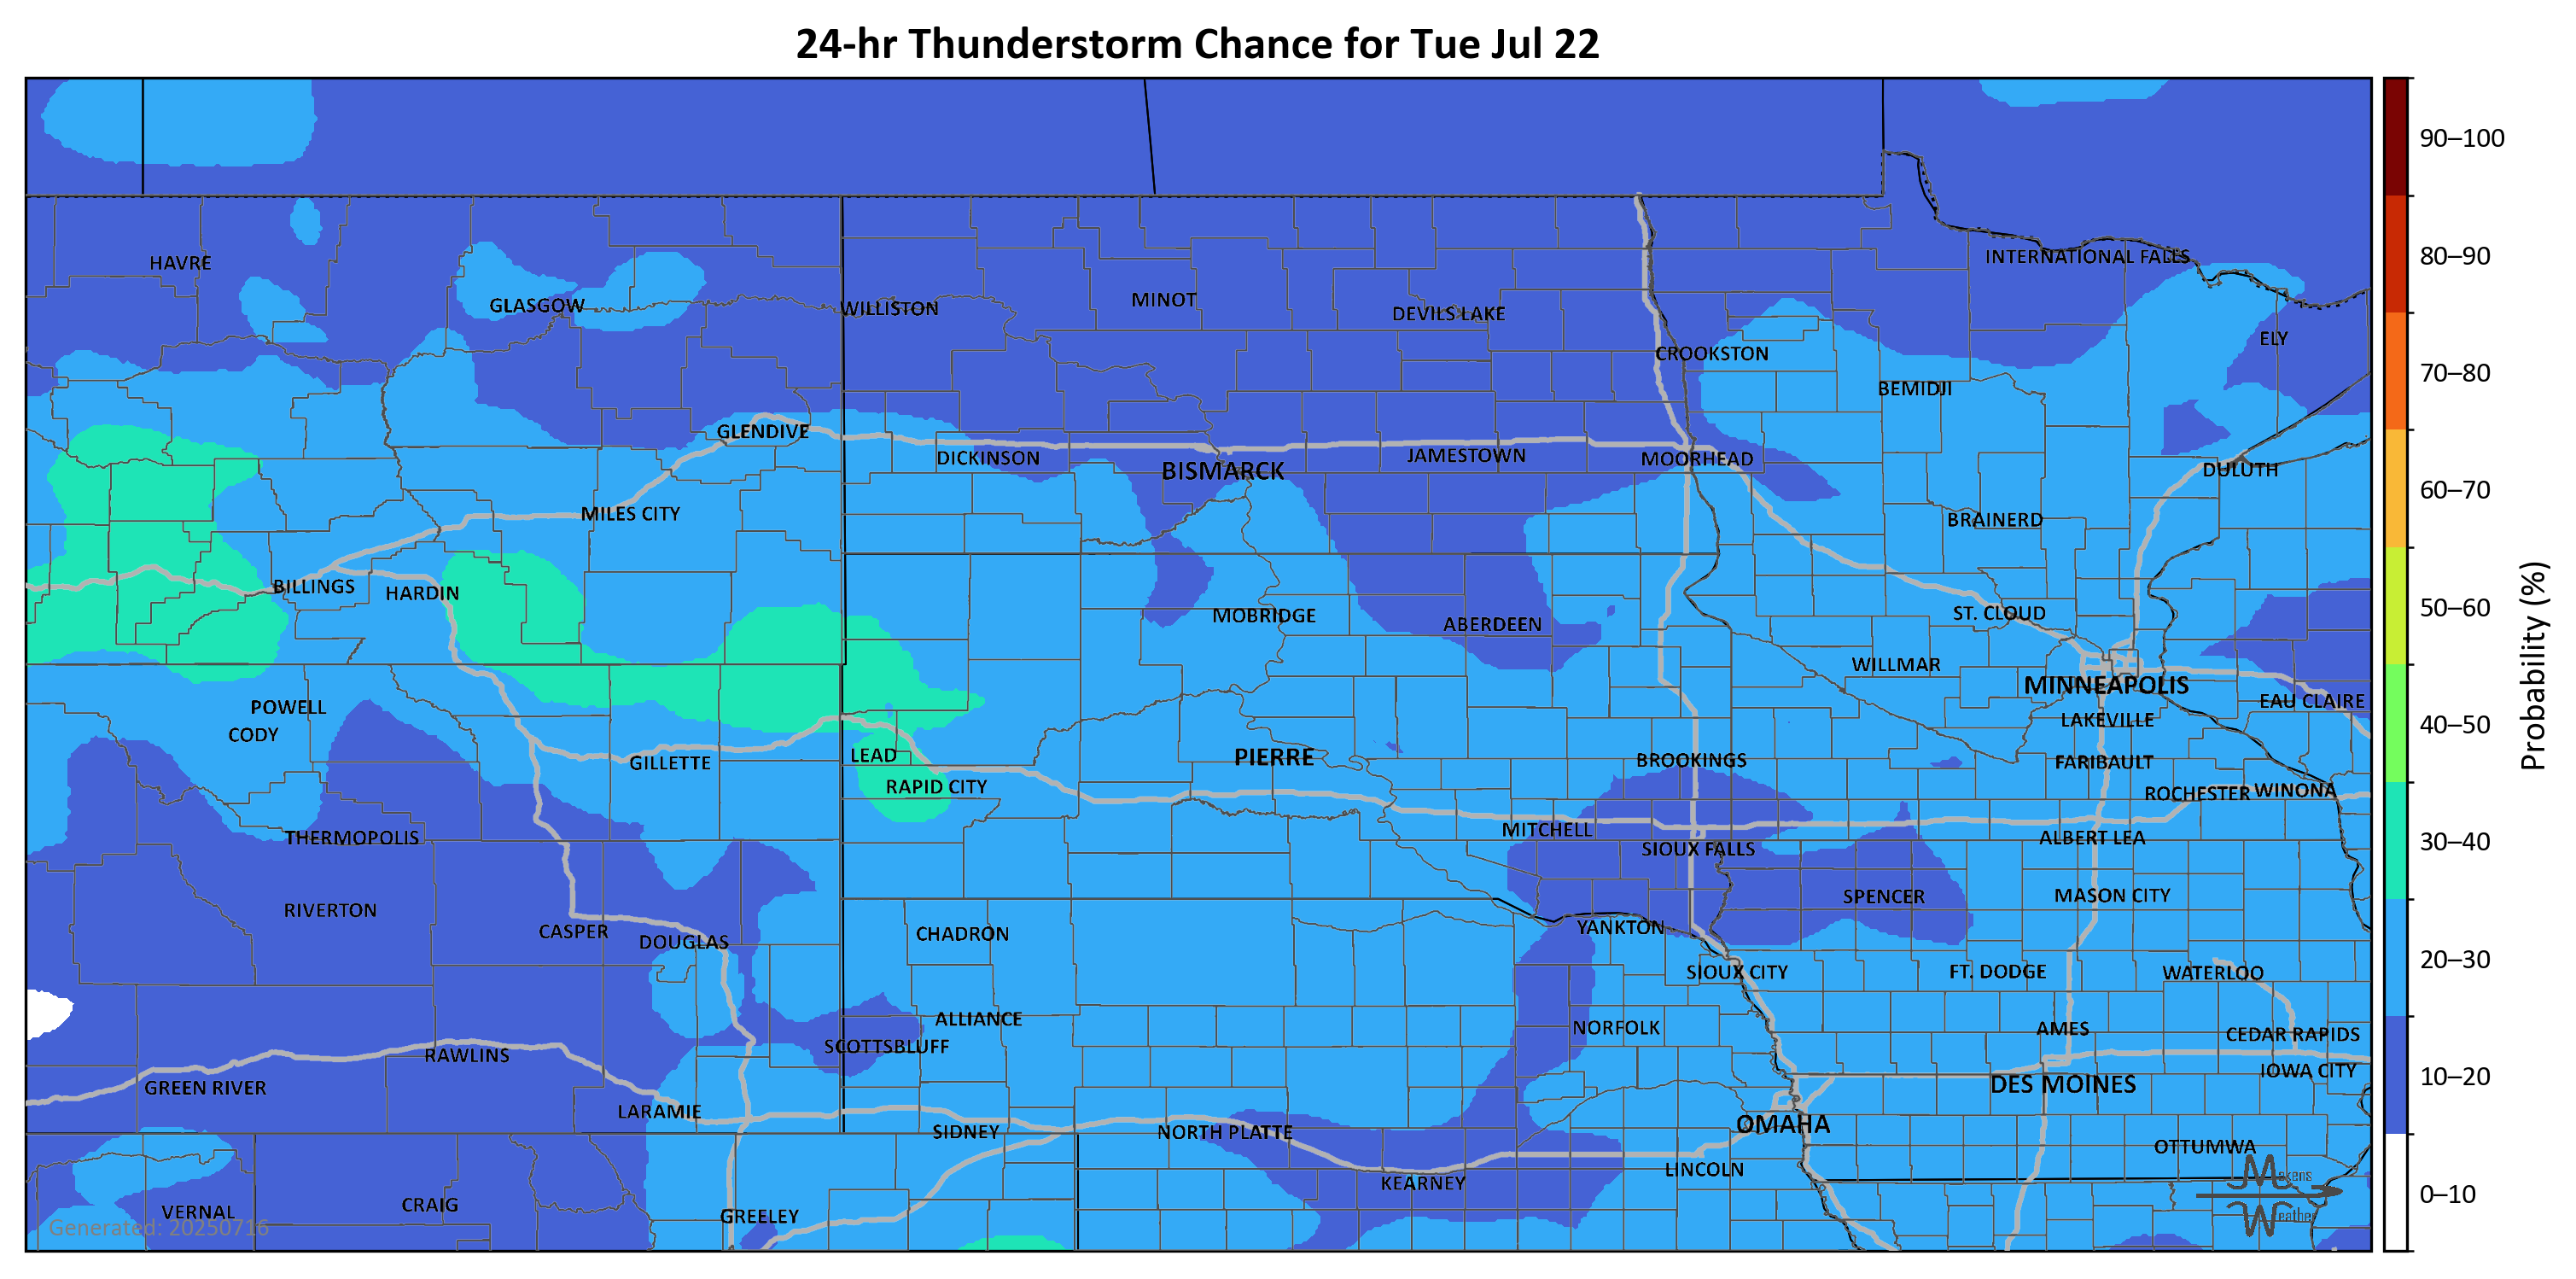 24-hr Thunderstorm Chance for Tue Jul 22
90–100
HAVRE
INTERNATIONAL FALLS
80–90
GLASGOW
WILLISTON
MINOT
DEVILS LAKE
ELY
CROOKSTON
70–80
BEMIDJI
GLENDIVE
DICKINSON
BISMARCK
JAMESTOWN
MOORHEAD
DULUTH
60–70
MILES CITY
BRAINERD
BILLINGS
HARDIN
50–60
MOBRIDGE
ABERDEEN
ST. CLOUD
WILLMAR
MINNEAPOLIS
Probability (%)
POWELL
EAU CLAIRE
CODY
LAKEVILLE
40–50
LEAD
GILLETTE
PIERRE
BROOKINGS
FARIBAULT
RAPID CITY
ROCHESTER
WINONA
THERMOPOLIS
MITCHELL
ALBERT LEA
30–40
SIOUX FALLS
RIVERTON
SPENCER
MASON CITY
CASPER
DOUGLAS
CHADRON
YANKTON
20–30
SIOUX CITY
FT. DODGE
WATERLOO
ALLIANCE
NORFOLK
AMES
CEDAR RAPIDS
SCOTTSBLUFF
RAWLINS
IOWA CITY
10–20
GREEN RIVER
DES MOINES
LARAMIE
SIDNEY
NORTH PLATTE
OMAHA
OTTUMWA
LINCOLN
KEARNEY
Makens
0–10
VERNAL
CRAIG
GREELEY
Weather
Generated: 20250716